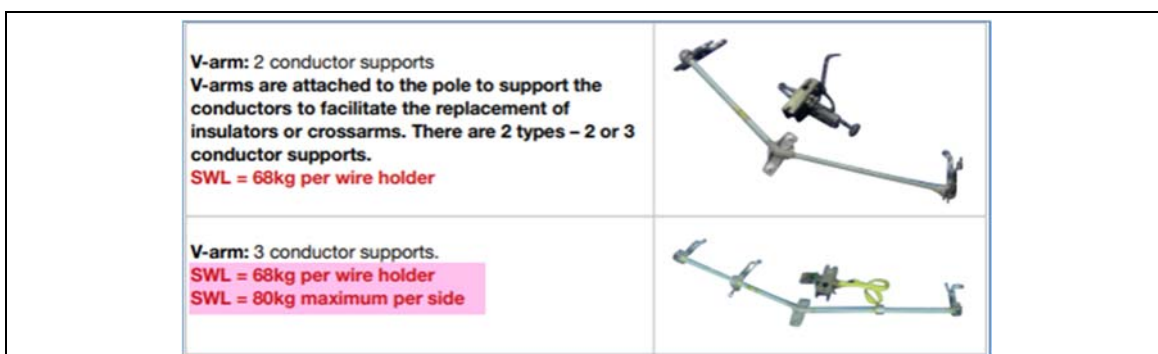 V-arm: 2 conductor supports
V-arms are attached to the pole to support the
conductors to facilitate the replacement of
insulators or crossarms. There are 2 types – 2 or 3
conductor supports.
SWL = 68kg per wire holder
V-arm: 3 conductor supports.
SWL = 68kg per wire holder
SWL = 80kg maximum per side